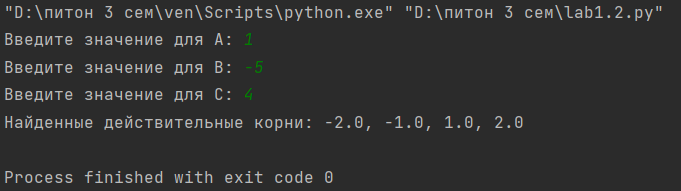 "D:\питон 3 сем\ven\Scripts\python.exe" "D:\питон 3 сем\lab1.2.py"
Введите значение для A: 1
Введите значение для B: -5
Введите значение для C: 4
Найденные действительные корни: -2.0, -1.0, 1.0, 2.0
Process finished with exit code 0